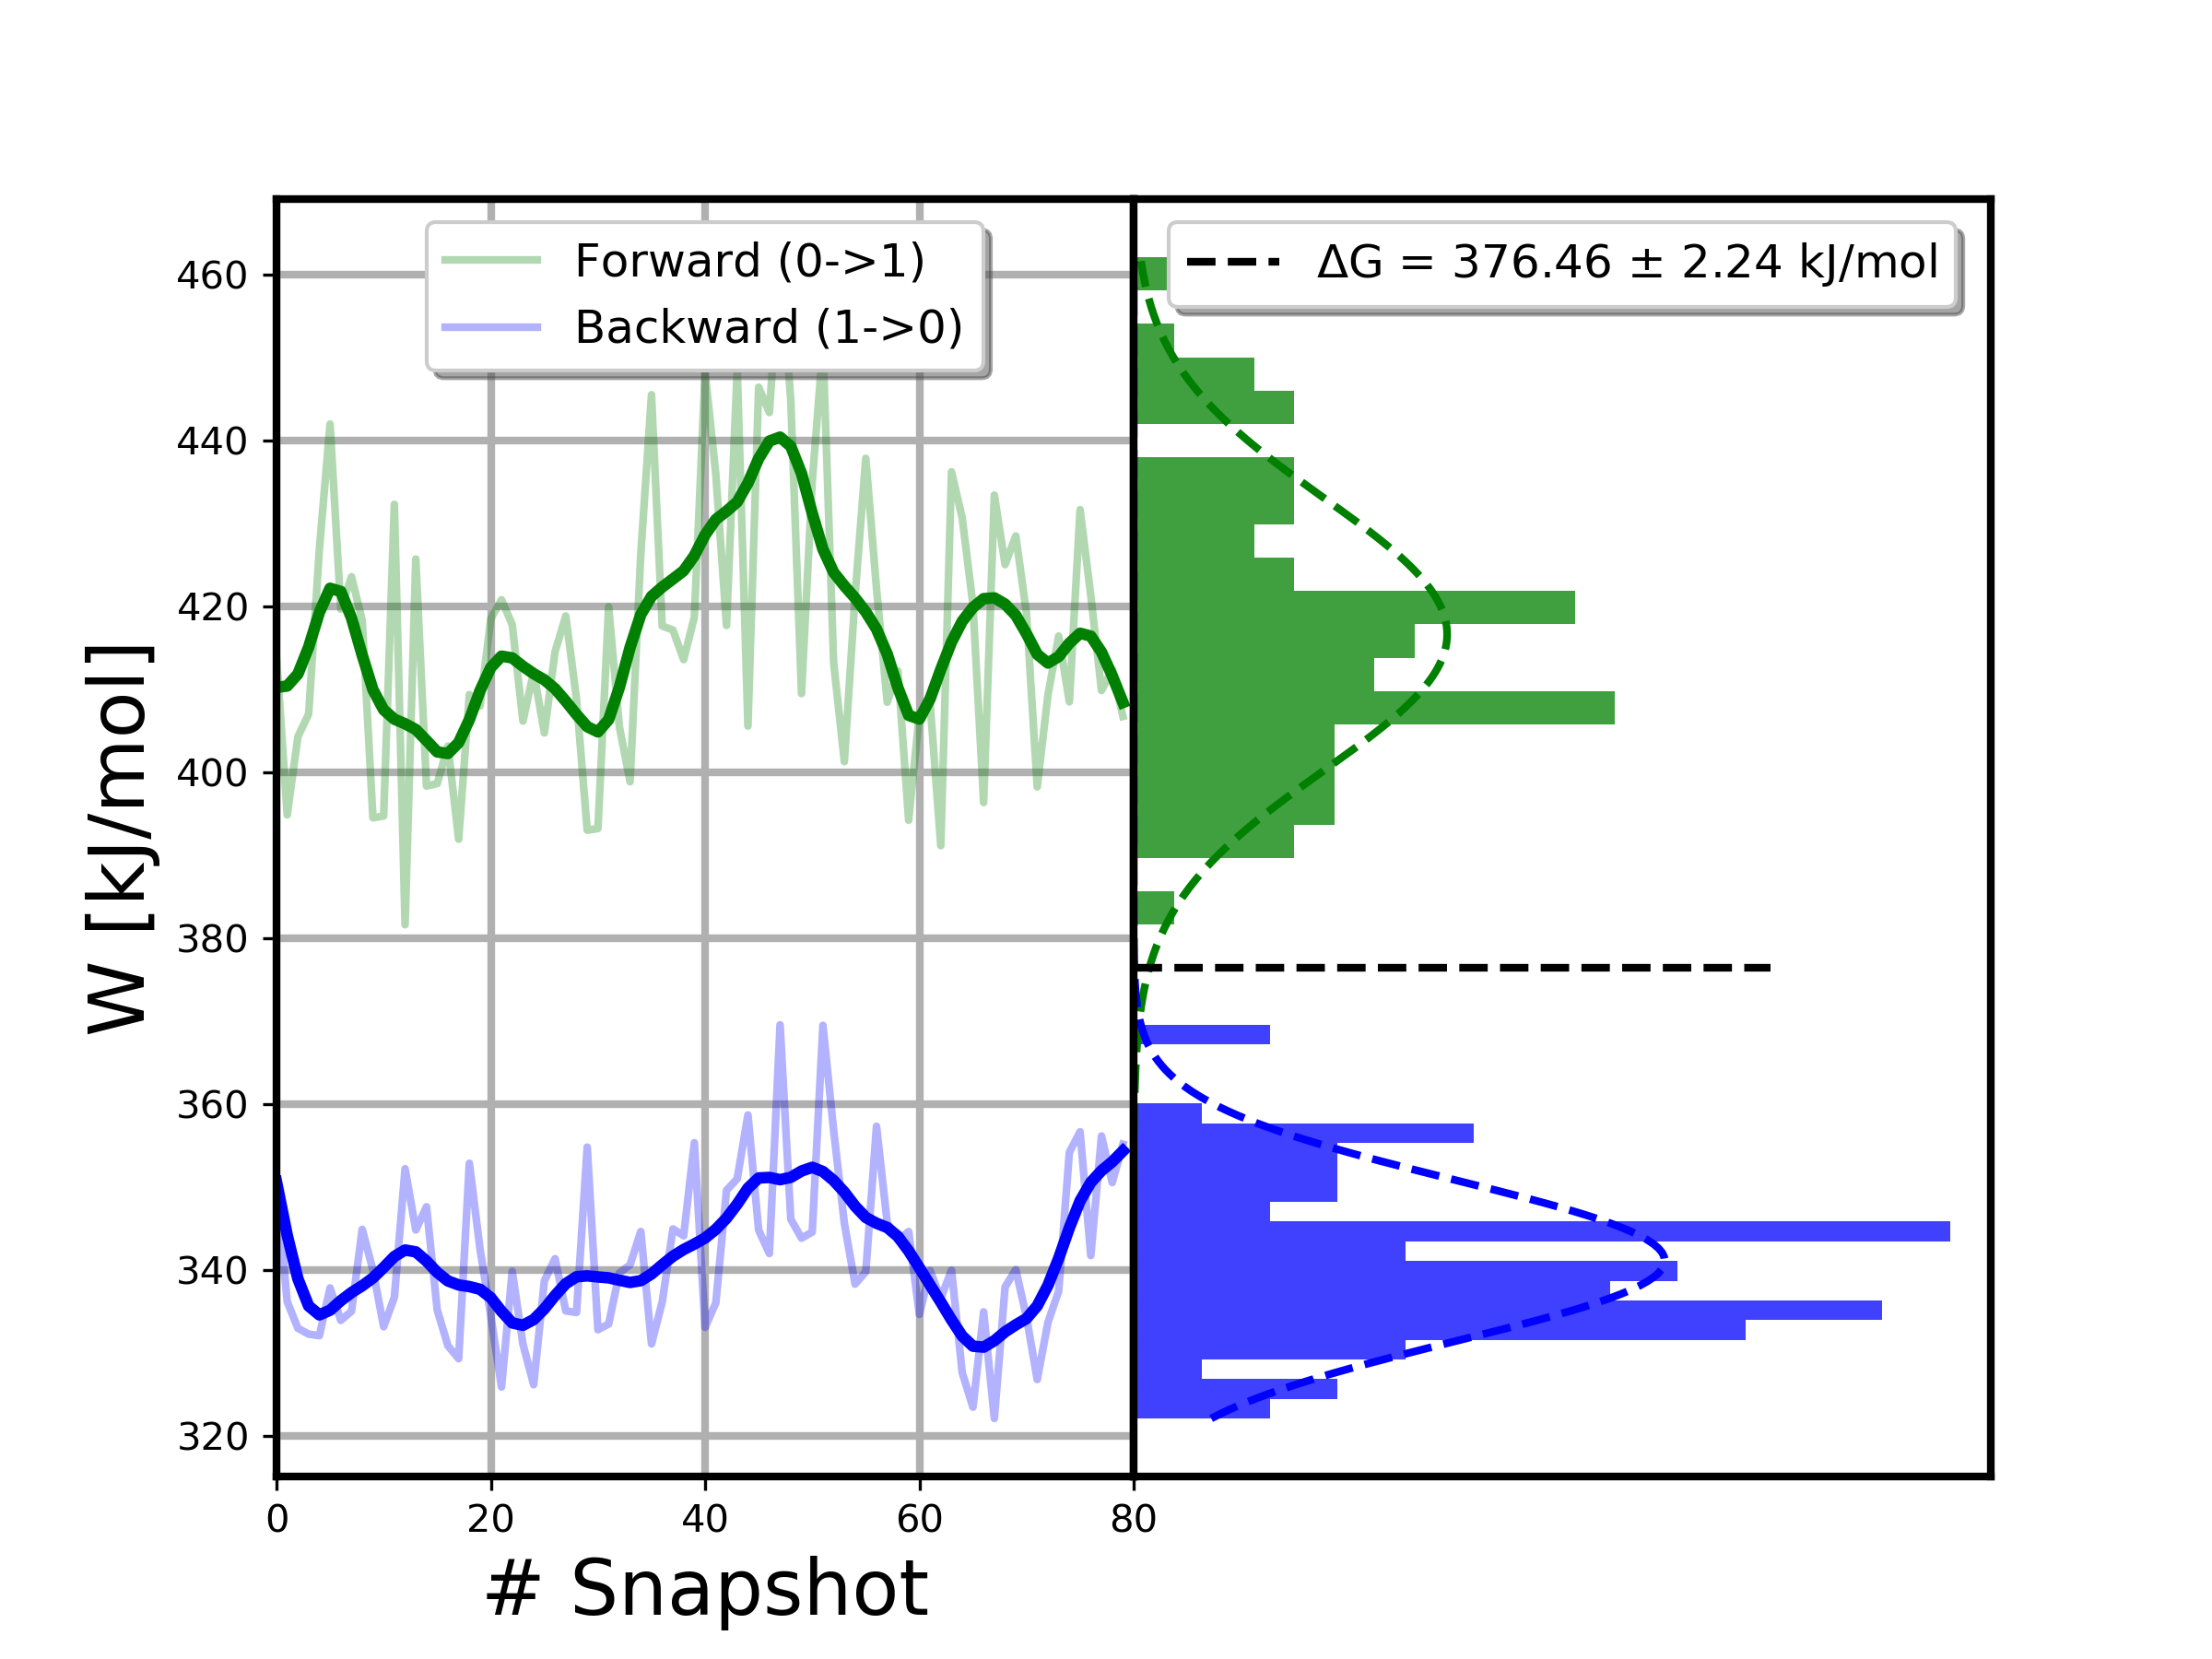 Forward (0->1)
Backward (1->0)
ΔG = 376.46 ± 2.24 kJ/mol
460
440
420
400
380
360
340
320
W [kJ/mol]
0
20
40
60
80
# Snapshot